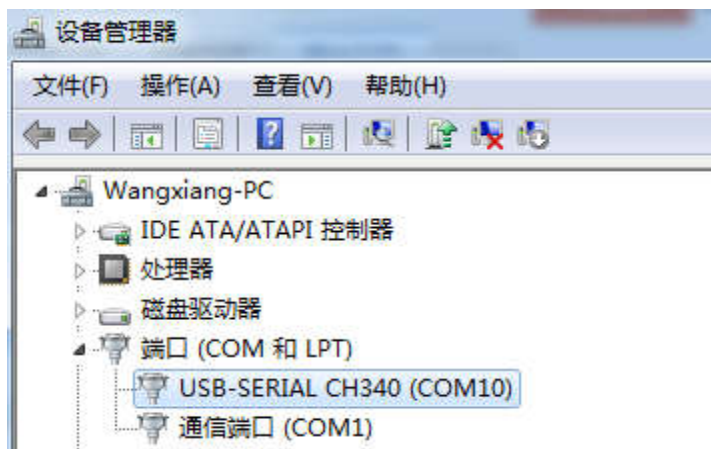 设备管理器
文件(F) 操作(A) 查看(V) 帮助(H)
Wangxiang-PC
IDE ATA/ATAPI 控制器
处理器
磁盘驱动器
端口 (COM 和 LPT)
USB-SERIAL CH340 (COM10)
通信端口 (COM1)